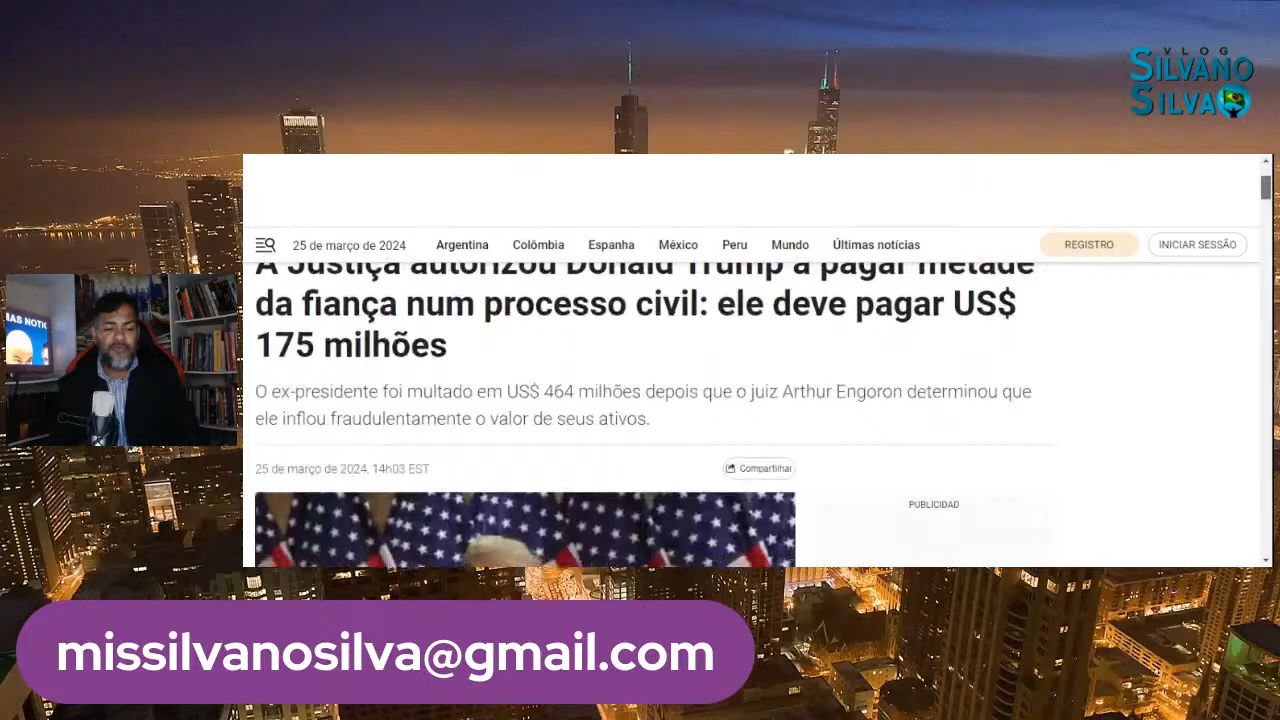 VLOG
SILVANO
SILVA
25 de março de 2024
Argentina
Colômbia
Espanha
México
Peru
Mundo
Últimas notícias
REGISTRO
INICIAR SESSÃO
A Justiça autorizou Donald Trump a pagar metade
da fiança num processo civil: ele deve pagar US$
175 milhões
O ex-presidente foi multado em US$ 464 milhões depois que o juiz Arthur Engoron determinou que
ele inflou fraudulentamente o valor de seus ativos.
25 de março de 2024, 14h03 EST
Compartilhar
PUBLICIDAD
missilvanosilva@gmail.com